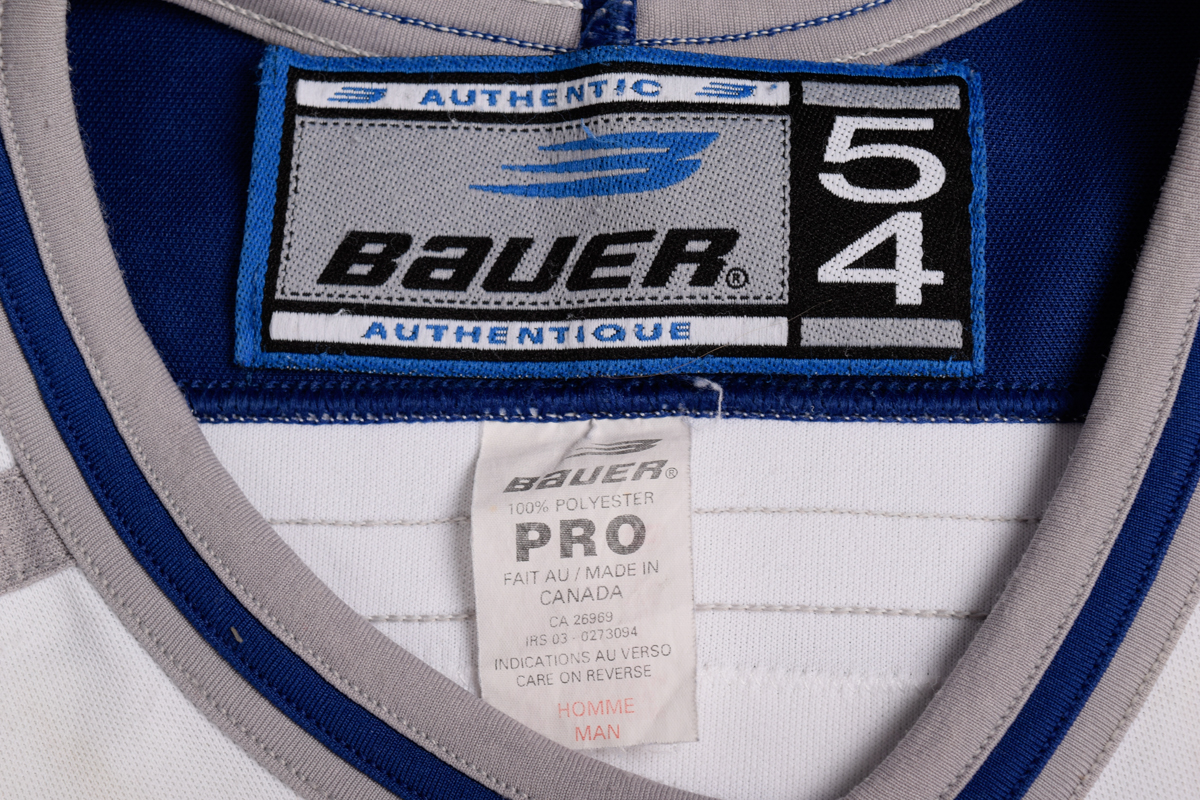 AUTHENTIC
BAUER®
AUTHENTIQUE
54
BAUER®
100% POLYESTER
PRO
FAIT AU / MADE IN
CANADA
CA 26969
IRS 03 - 0273094
INDICATIONS AU VERSO
CARE ON REVERSE
HOMME
MAN